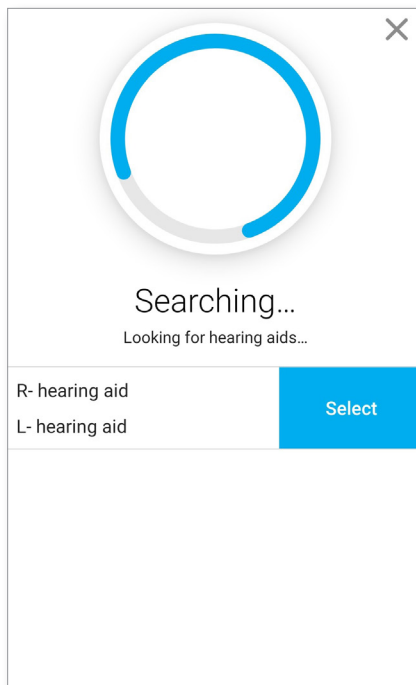 Searching...
Looking for hearing aids...
R- hearing aid
L- hearing aid
Select